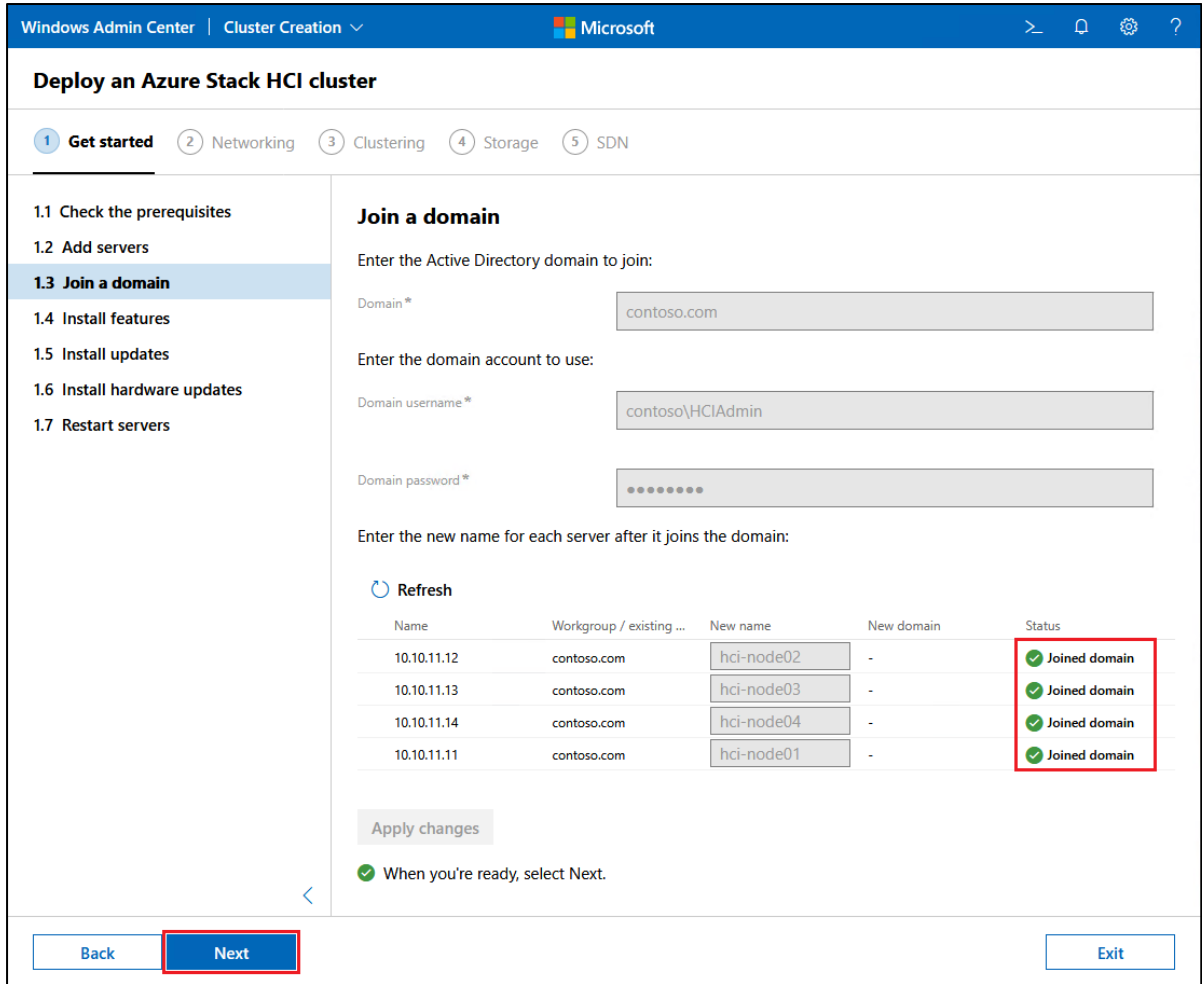 Windows Admin Center | Cluster Creation Microsoft
Deploy an Azure Stack HCI cluster
1 Get started 2 Networking 3 Clustering 4 Storage 5 SDN
1.1 Check the prerequisites
1.2 Add servers
1.3 Join a domain
1.4 Install features
1.5 Install updates
1.6 Install hardware updates
1.7 Restart servers
Join a domain
Enter the Active Directory domain to join:
Domain* contoso.com
Enter the domain account to use:
Domain username* contoso\HCIAdmin
Domain password* ••••••••
Enter the new name for each server after it joins the domain:
Refresh
Name Workgroup / existing ... New name New domain Status
10.10.11.12 contoso.com hci-node02 - Joined domain
10.10.11.13 contoso.com hci-node03 - Joined domain
10.10.11.14 contoso.com hci-node04 - Joined domain
10.10.11.11 contoso.com hci-node01 - Joined domain
Apply changes
When you're ready, select Next.
Back Next Exit